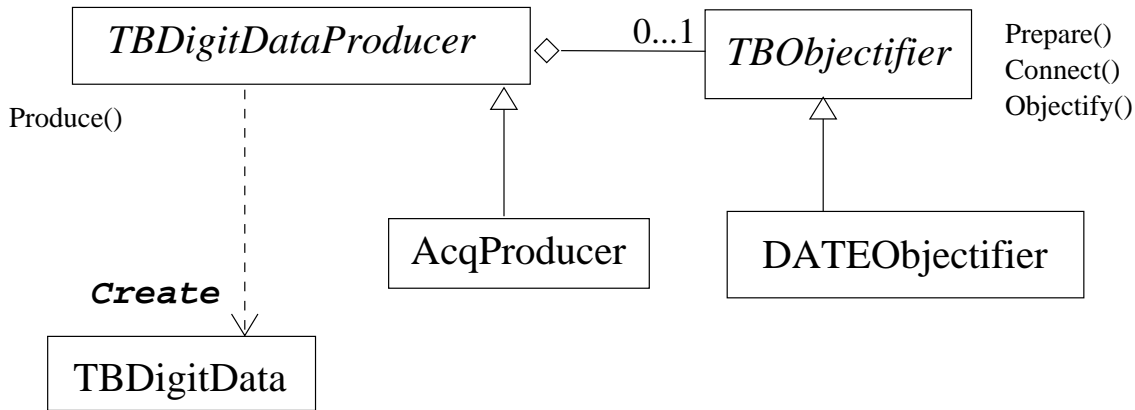 TBDigitDataProducer
0...1
TBObjectifier
Prepare()
Connect()
Objectify()
Produce()
AcqProducer
DATEObjectifier
Create
TBDigitData